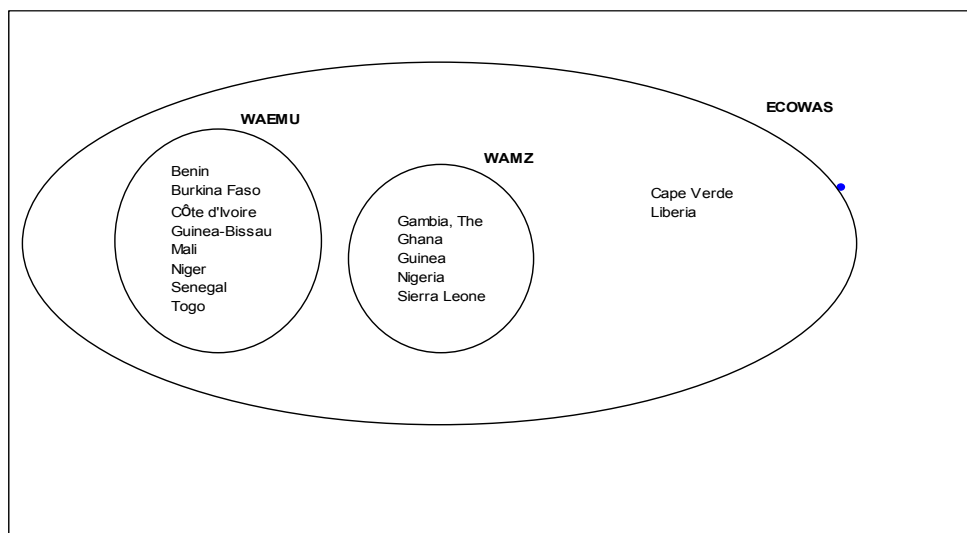 ECOWAS
WAEMU
Benin
Burkina Faso
CÔte d'Ivoire
Guinea-Bissau
Mali
Niger
Senegal
Togo
WAMZ
Gambia, The
Ghana
Guinea
Nigeria
Sierra Leone
Cape Verde
Liberia